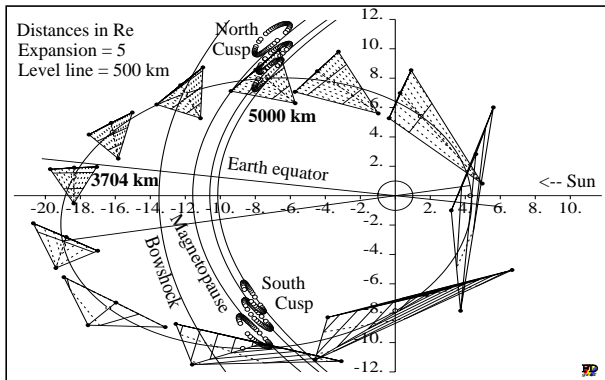 Distances in Re
Expansion = 5
Level line = 500 km
North
Cusp
12.
10.
8.
6.
4.
2.
5000 km
3704 km
Earth equator
<-- Sun
-20. -18. -16. -14. -12. -10. -8. -6. -4. 2. 4. 6. 8. 10.
-2.
-4.
-6.
-8.
-10.
-12.
Bowshock
Magnetopause
South
Cusp